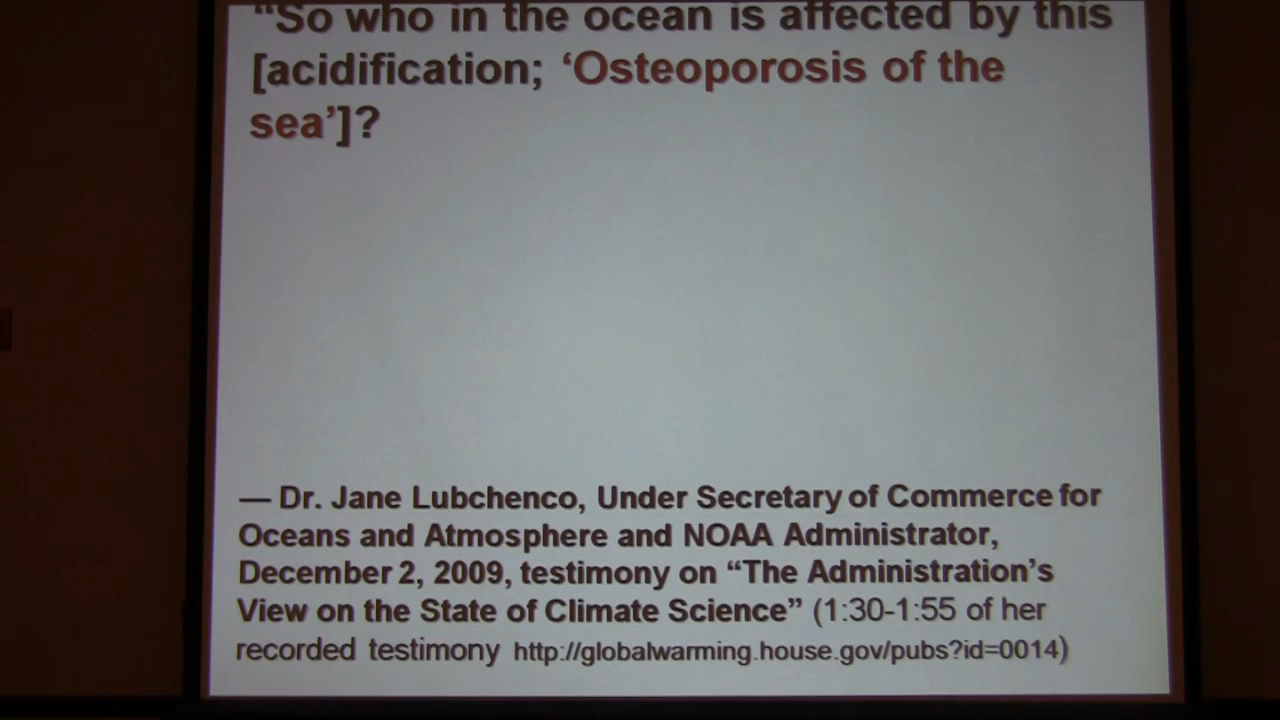 “So who in the ocean is affected by this
[acidification; ‘Osteoporosis of the
sea’]?
— Dr. Jane Lubchenco, Under Secretary of Commerce for
Oceans and Atmosphere and NOAA Administrator,
December 2, 2009, testimony on “The Administration’s
View on the State of Climate Science” (1:30-1:55 of her
recorded testimony http://globalwarming.house.gov/pubs?id=0014)